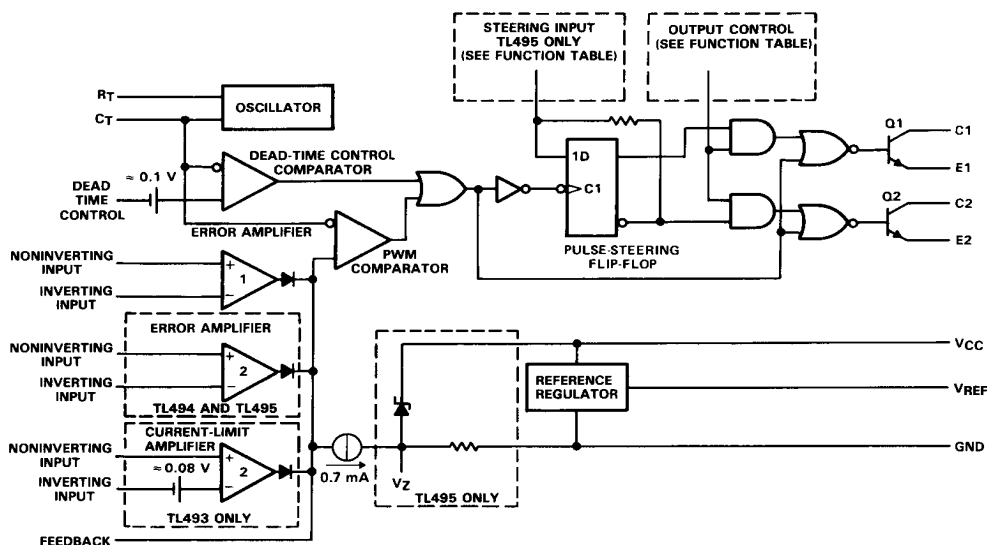 STEERING INPUT
TL495 ONLY
(SEE FUNCTION TABLE)
OUTPUT CONTROL
(SEE FUNCTION TABLE)
RT
CT
OSCILLATOR
DEAD-TIME CONTROL
COMPARATOR
≈ 0.1 V
DEAD
TIME
CONTROL
ERROR AMPLIFIER
PWM
COMPARATOR
1D
C1
PULSE-STEERING
FLIP-FLOP
Q1
C1
E1
Q2
C2
E2
NONINVERTING
INPUT
INVERTING
INPUT
+
1
−
ERROR AMPLIFIER
NONINVERTING
INPUT
INVERTING
INPUT
+
2
−
TL494 AND TL495
CURRENT-LIMIT
AMPLIFIER
NONINVERTING
INPUT
≈0.08 V
INVERTING
INPUT
+
2
−
TL493 ONLY
FEEDBACK
0.7 mA
VZ
TL495 ONLY
REFERENCE
REGULATOR
VCC
VREF
GND